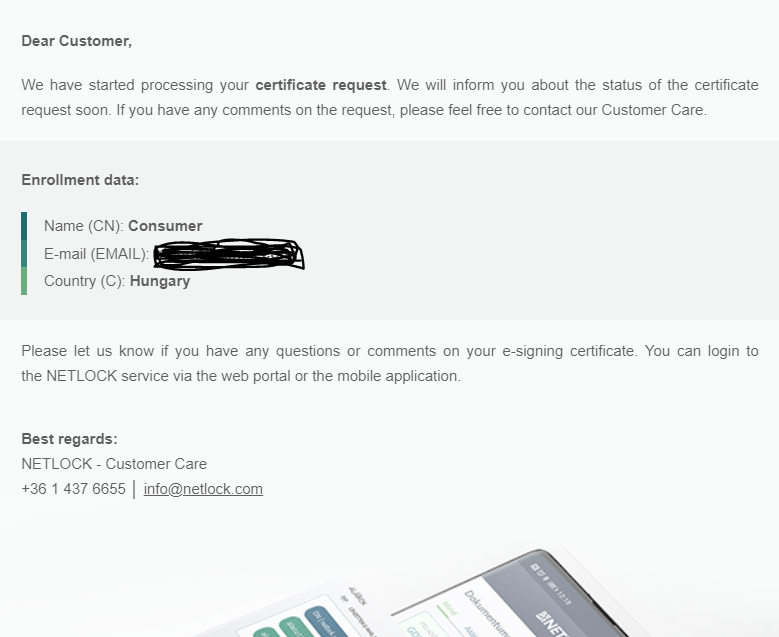 Dear Customer,
We have started processing your certificate request. We will inform you about the status of the certificate
request soon. If you have any comments on the request, please feel free to contact our Customer Care.
Enrollment data:
Name (CN): Consumer
E-mail (EMAIL):
Country (C): Hungary
Please let us know if you have any questions or comments on your e-signing certificate. You can login to
the NETLOCK service via the web portal or the mobile application.
Best regards:
NETLOCK - Customer Care
+36 1 437 6655 | info@netlock.com